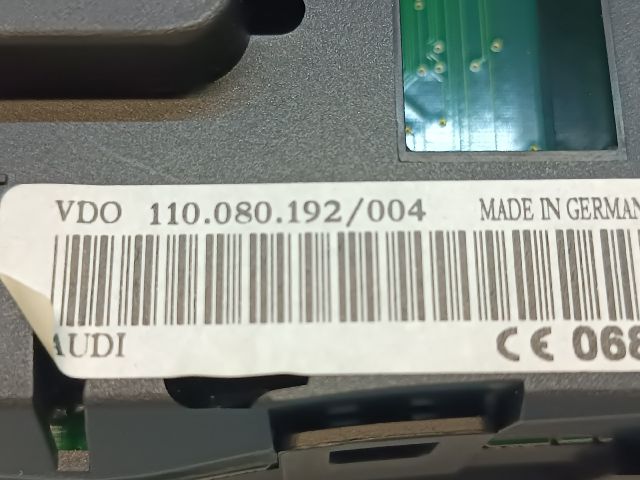 VDO 110.080.192/004 MADE IN GERMAN
AUDI CE 068